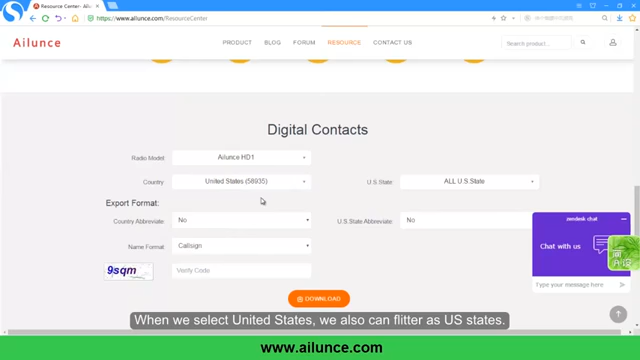 Resource Center- Ailunce
https://www.ailunce.com/ResourceCenter
Ailunce
PRODUCT BLOG FORUM RESOURCE CONTACT US
Search product...
Digital Contacts
Radio Model: Ailunce HD1
Country: United States (58935) U.S.State: ALL U.S.State
Export Format:
Country Abbreviate: No U.S.State Abbreviate: No
Name Format: Callsign
9sqm Verify Code
DOWNLOAD
zendesk chat
Chat with us
Type your message here
When we select United States, we also can flitter as US states.
www.ailunce.com